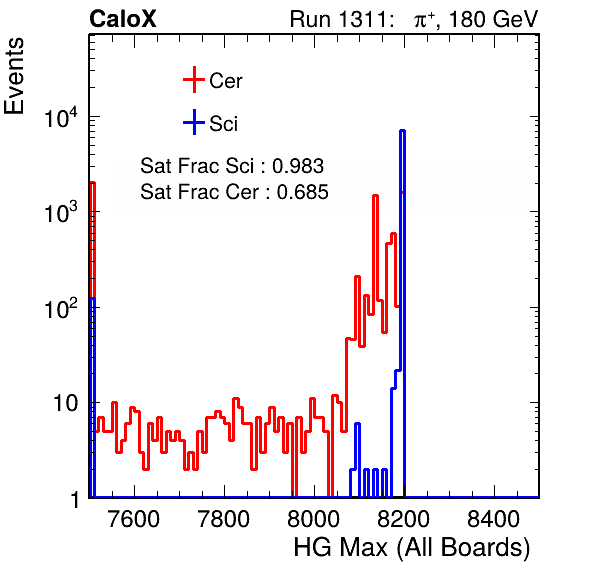 CaloX Run 1311: π⁺, 180 GeV
Events
Cer
Sci
Sat Frac Sci : 0.983
Sat Frac Cer : 0.685
10⁴
10³
10²
10
1
7600 7800 8000 8200 8400
HG Max (All Boards)